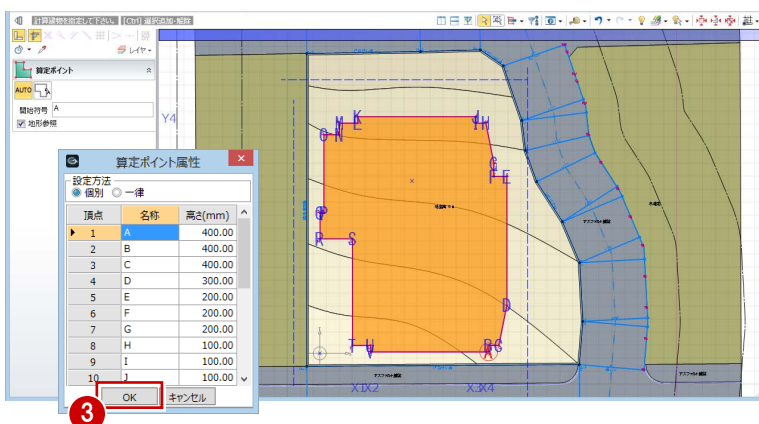 計算建物を指定して下さい。 [Ctrl] 選択追加・解除
レイヤ
算定ポイント
AUTO
開始符号 A
地形参照
Y4
算定ポイント属性
設定方法
個別 一律
頂点 名称 高さ(mm)
1 A 400.00
2 B 400.00
3 C 400.00
4 D 300.00
5 E 200.00
6 F 200.00
7 G 200.00
8 H 100.00
9 I 100.00
10 J 100.00
OK キャンセル
3
K
J
M
I H
O N
G
F E
P
R
S
D
T
A
X1X2
X3X4